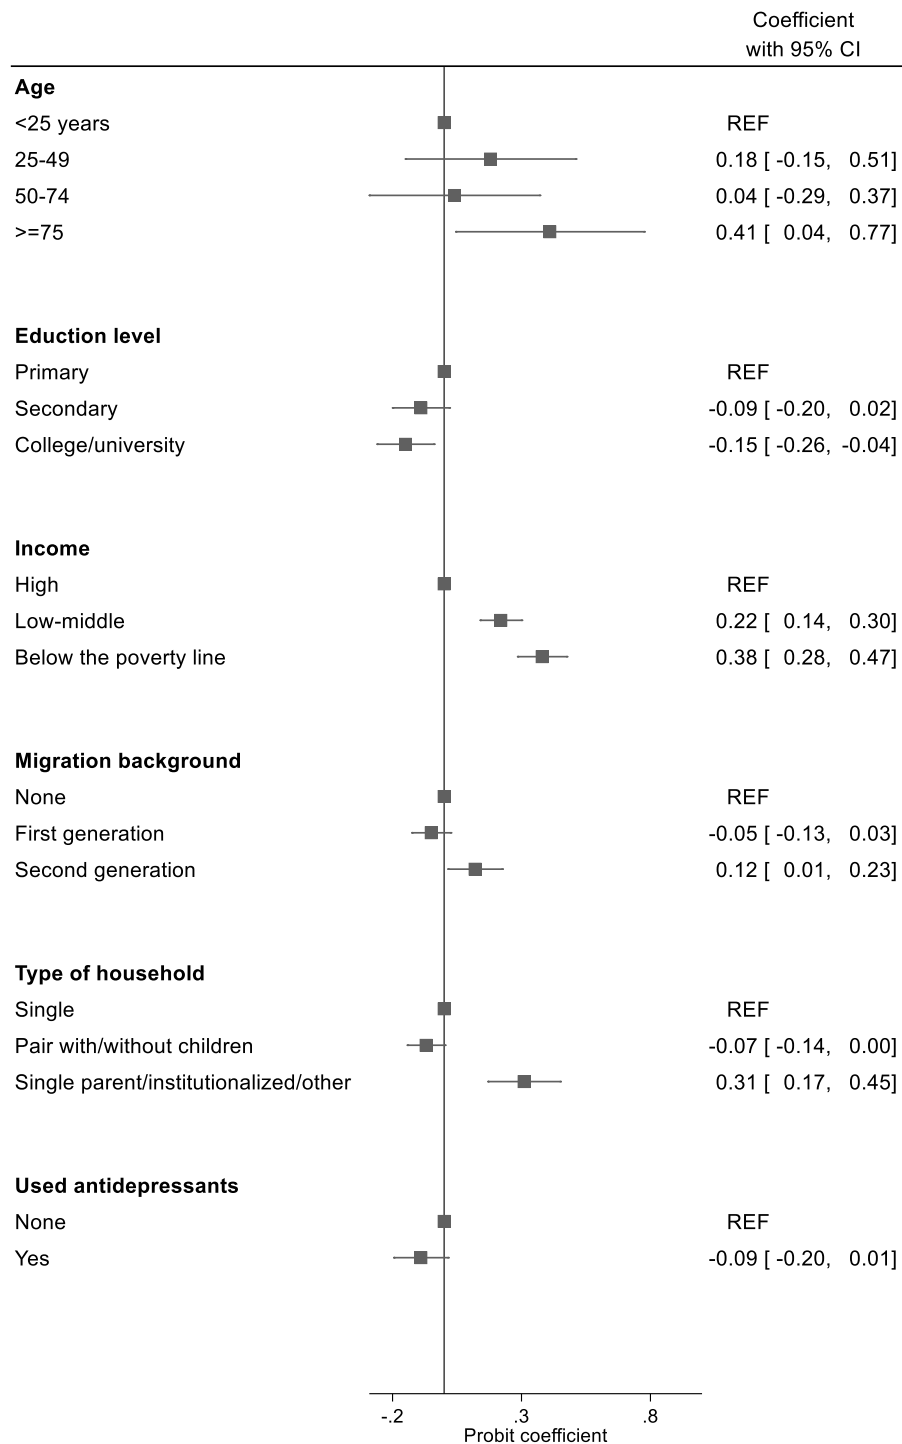 Coefficient
with 95% CI
Age
<25 years REF
25-49 0.18 [ -0.15, 0.51]
50-74 0.04 [ -0.29, 0.37]
>=75 0.41 [ 0.04, 0.77]
Eduction level
Primary REF
Secondary -0.09 [ -0.20, 0.02]
College/university -0.15 [ -0.26, -0.04]
Income
High REF
Low-middle 0.22 [ 0.14, 0.30]
Below the poverty line 0.38 [ 0.28, 0.47]
Migration background
None REF
First generation -0.05 [ -0.13, 0.03]
Second generation 0.12 [ 0.01, 0.23]
Type of household
Single REF
Pair with/without children -0.07 [ -0.14, 0.00]
Single parent/institutionalized/other 0.31 [ 0.17, 0.45]
Used antidepressants
None REF
Yes -0.09 [ -0.20, 0.01]
-.2 .3 .8
Probit coefficient